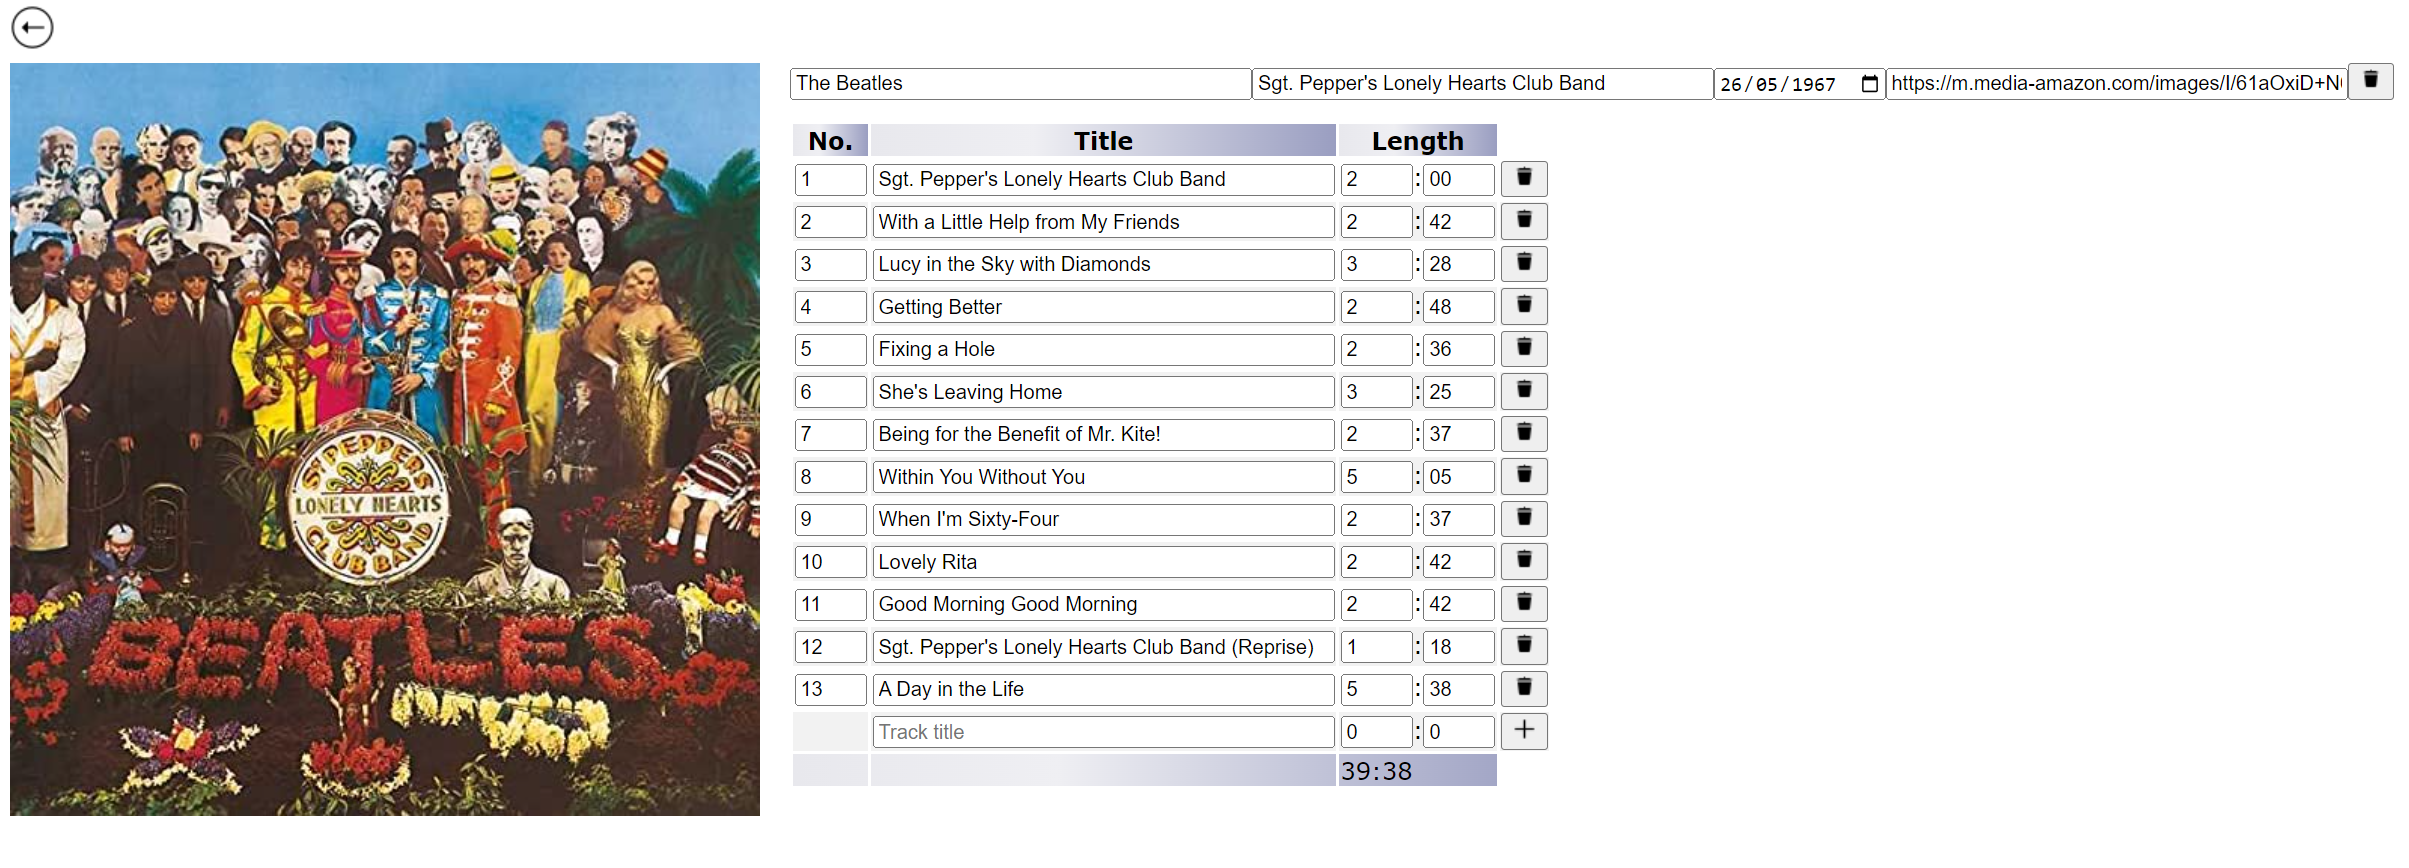 The Beatles Sgt. Pepper's Lonely Hearts Club Band 26/05/1967 https://m.media-amazon.com/images/I/61aOxiD+N
No. Title Length
1 Sgt. Pepper's Lonely Hearts Club Band 2 : 00
2 With a Little Help from My Friends 2 : 42
3 Lucy in the Sky with Diamonds 3 : 28
4 Getting Better 2 : 48
5 Fixing a Hole 2 : 36
6 She's Leaving Home 3 : 25
7 Being for the Benefit of Mr. Kite! 2 : 37
8 Within You Without You 5 : 05
9 When I'm Sixty-Four 2 : 37
10 Lovely Rita 2 : 42
11 Good Morning Good Morning 2 : 42
12 Sgt. Pepper's Lonely Hearts Club Band (Reprise) 1 : 18
13 A Day in the Life 5 : 38
Track title 0 : 0
39:38
SGT PEPPERS
LONELY HEARTS
CLUB BAND
BEATLES